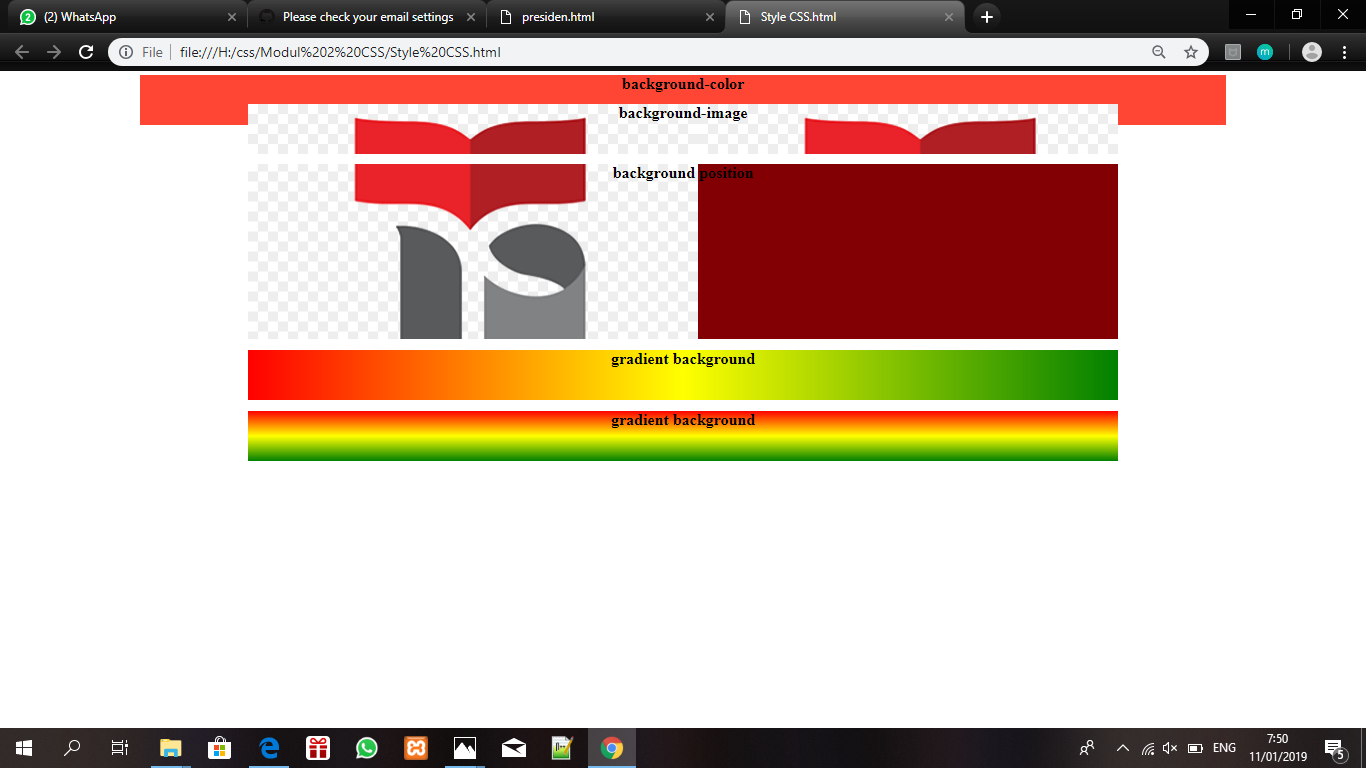 (2) WhatsApp
Please check your email settings
presiden.html
Style CSS.html
File
file:///H:/css/Modul%202%20CSS/Style%20CSS.html
m
background-color
background-image
background position
gradient background
gradient background
ENG
7:50
11/01/2019
5